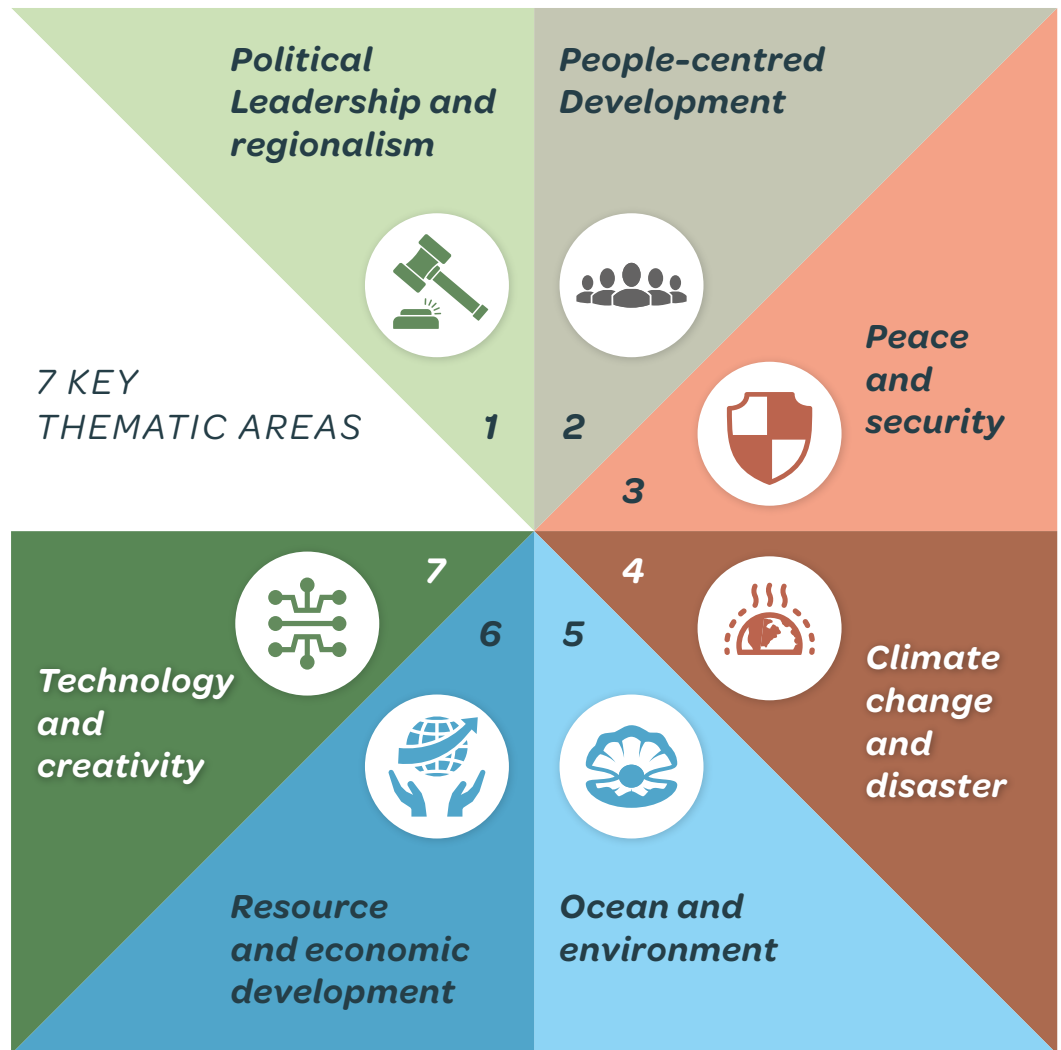 7 KEY
THEMATIC AREAS
Political
Leadership and
regionalism
1
People-centred
Development
2
Peace
and
security
3
4
Climate
change
and
disaster
5
Ocean and
environment
6
Resource
and economic
development
7
Technology
and
creativity